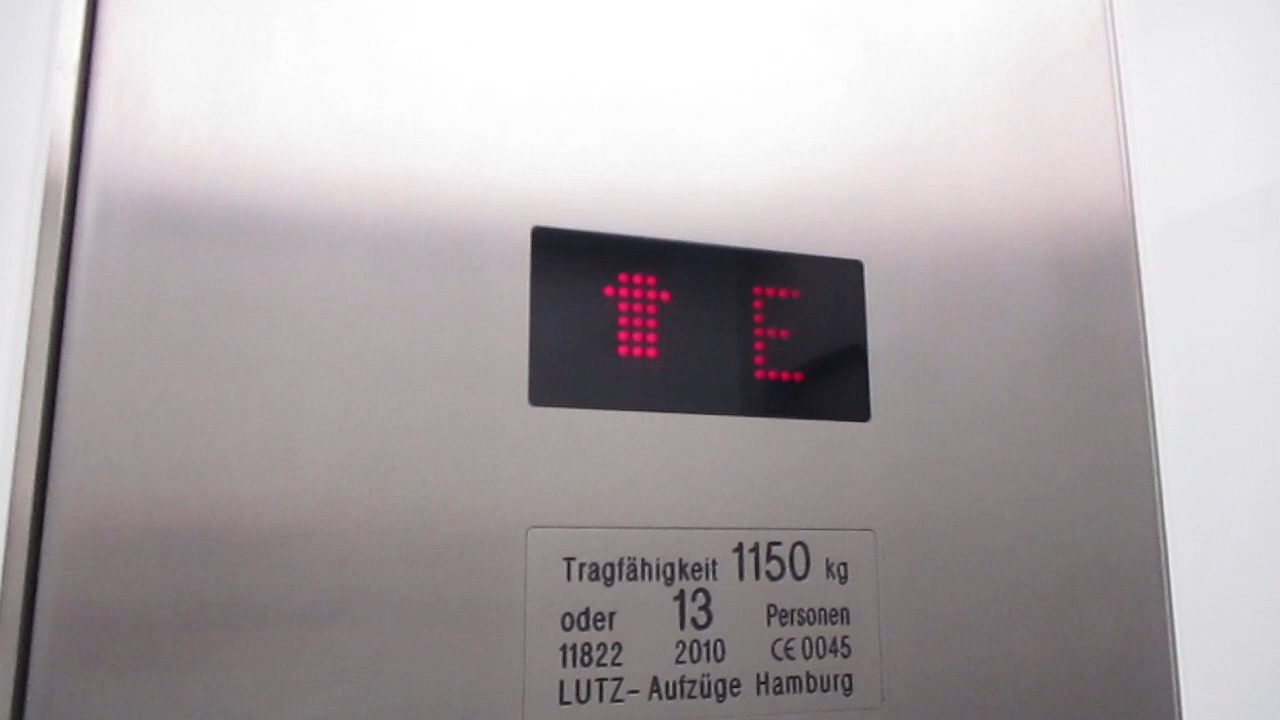 E
Tragfähigkeit 1150 kg
oder 13 Personen
11822 2010 CE 0045
LUTZ- Aufzüge Hamburg